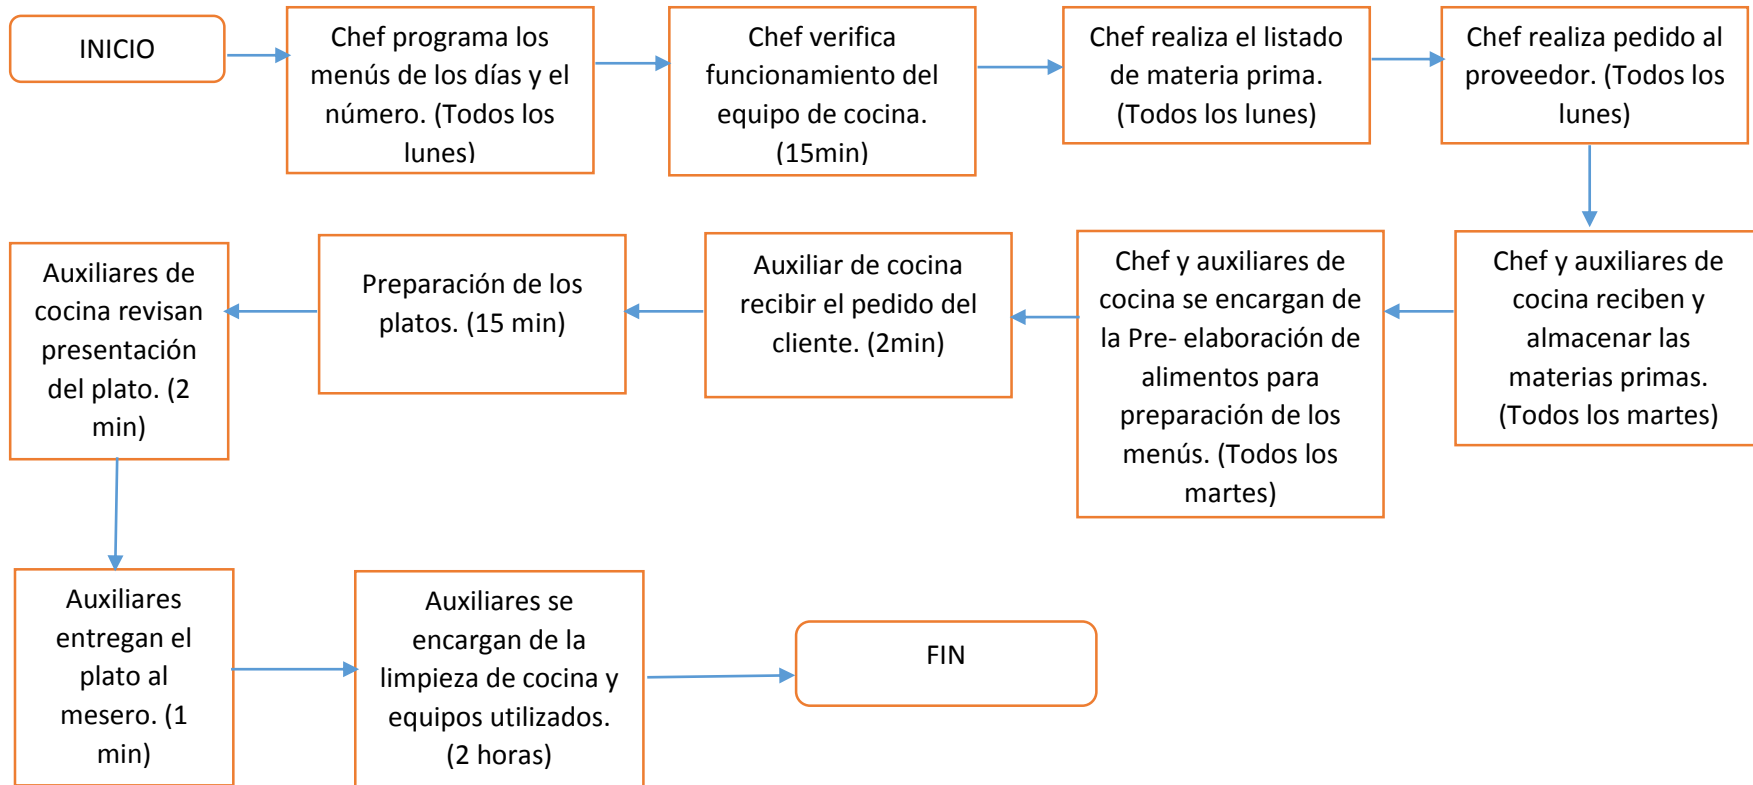 INICIO
Chef programa los
menús de los días y el
número. (Todos los
lunes)
Chef verifica
funcionamiento del
equipo de cocina.
(15min)
Chef realiza el listado
de materia prima.
(Todos los lunes)
Chef realiza pedido al
proveedor. (Todos los
lunes)
Chef y auxiliares de
cocina reciben y
almacenar las
materias primas.
(Todos los martes)
Chef y auxiliares de
cocina se encargan de
la Pre- elaboración de
alimentos para
preparación de los
menús. (Todos los
martes)
Auxiliar de cocina
recibir el pedido del
cliente. (2min)
Preparación de los
platos. (15 min)
Auxiliares de
cocina revisan
presentación
del plato. (2
min)
Auxiliares
entregan el
plato al
mesero. (1
min)
Auxiliares se
encargan de la
limpieza de cocina y
equipos utilizados.
(2 horas)
FIN